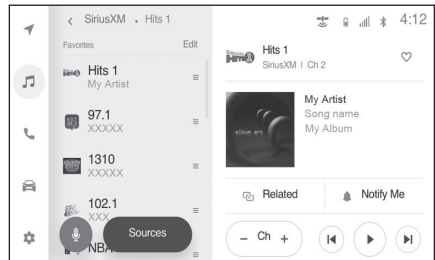 SiriusXM • Hits 1
Favorites Edit
Hits 1
My Artist
97.1
XXXXX
1310
XXXXX
102.1
XXX
NBA
Sources
4:12
Hits 1
SiriusXM | Ch 2
album art
My Artist
Song name
My Album
Related
Notify Me
− Ch +